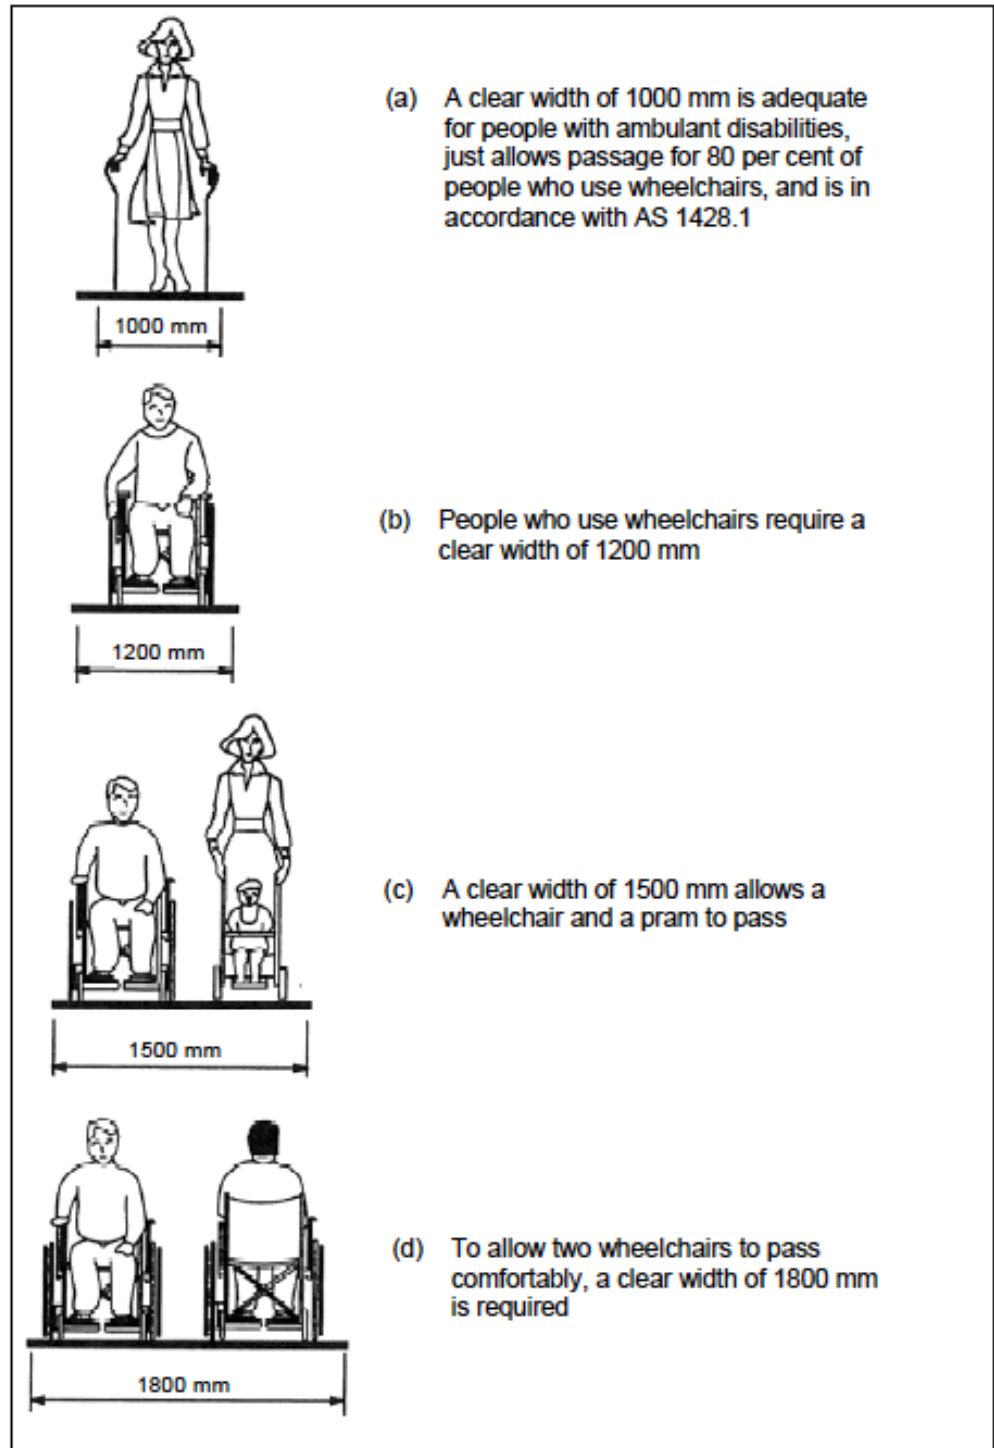 (a) A clear width of 1000 mm is adequate
for people with ambulant disabilities,
just allows passage for 80 per cent of
people who use wheelchairs, and is in
accordance with AS 1428.1
1000 mm
(b) People who use wheelchairs require a
clear width of 1200 mm
1200 mm
(c) A clear width of 1500 mm allows a
wheelchair and a pram to pass
1500 mm
(d) To allow two wheelchairs to pass
comfortably, a clear width of 1800 mm
is required
1800 mm